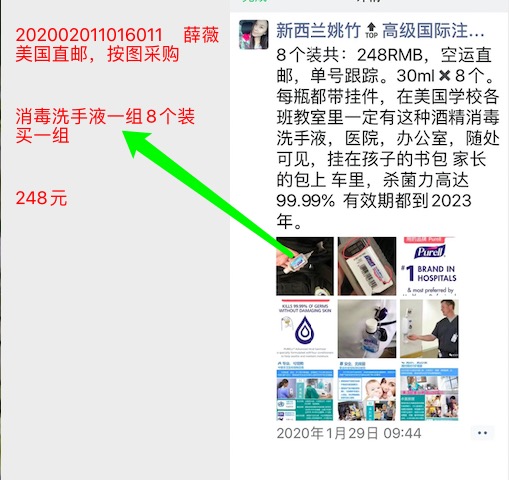 202002011016011 薛薇
美国直邮，按图采购
消毒洗手液一组8个装
买一组
248元
新西兰姚竹⬆TOP高级国际注...
8个装共：248RMB，空运直
邮，单号跟踪。30ml✖8个。
每瓶都带挂件，在美国学校各
班教室里一定有这种酒精消毒
洗手液，医院，办公室，随处
可见，挂在孩子的书包 家长
的包上 车里，杀菌力高达
99.99% 有效期都到2023
年。
Purell
#1 BRAND IN
HOSPITALS
& most preferred by
KILLS 99.99% OF GERMS
WITHOUT DAMAGING SKIN
2020年1月29日 09:44